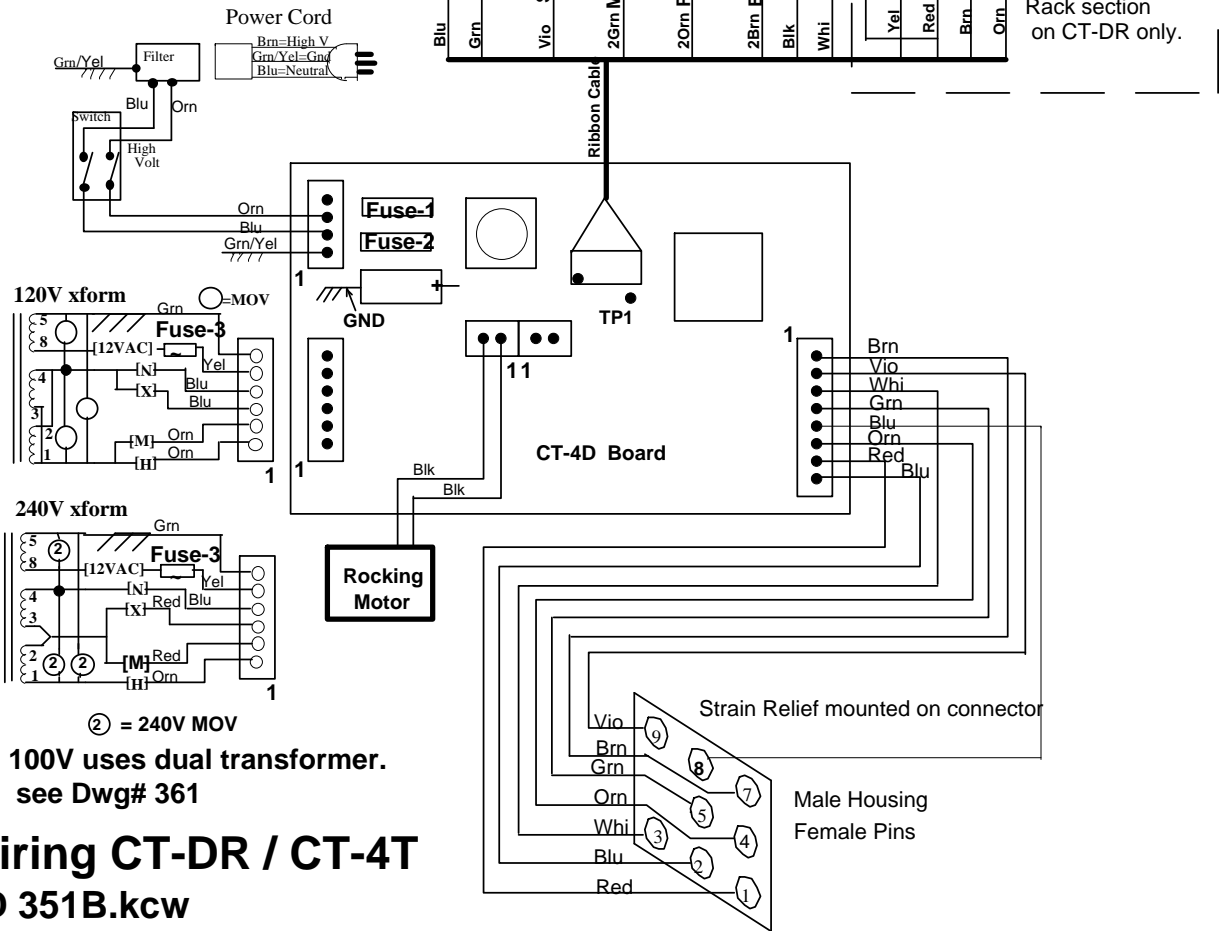 Power Cord
Brn=High V
Grn/Yel=Gnd
Blu=Neutral
Filter
Grn/Yel
Blu
Orn
Switch
High
Volt
Blu
Grn
Vio
2Grn
2Orn
2Brn
Blk
Whi
Yel
Red
Brn
Orn
Rack section
on CT-DR only.
Ribbon Cable
Orn
Blu
Grn/Yel
1
Fuse-1
Fuse-2
+
GND
TP1
11
1
1
CT-4D Board
Blk
Blk
Rocking
Motor
Brn
Vio
Whi
Grn
Blu
Orn
Red
Blu
120V xform
=MOV
Grn
Fuse-3
5
8
[12VAC]
~
Yel
4
[N]
Blu
[X]
Blu
3
2
[M]
Orn
1
[H]
Orn
1
240V xform
Grn
5
2
Fuse-3
8
[12VAC]
~
Yel
4
[N]
Blu
3
[X]
Red
2
2
2
[M]
Red
1
[H]
Orn
1
2 = 240V MOV
100V uses dual transformer.
see Dwg# 361
iring CT-DR / CT-4T
351B.kcw
Strain Relief mounted on connector
Vio
9
Brn
8
Grn
7
Orn
5
Whi
3
4
Blu
2
Red
1
Male Housing
Female Pins